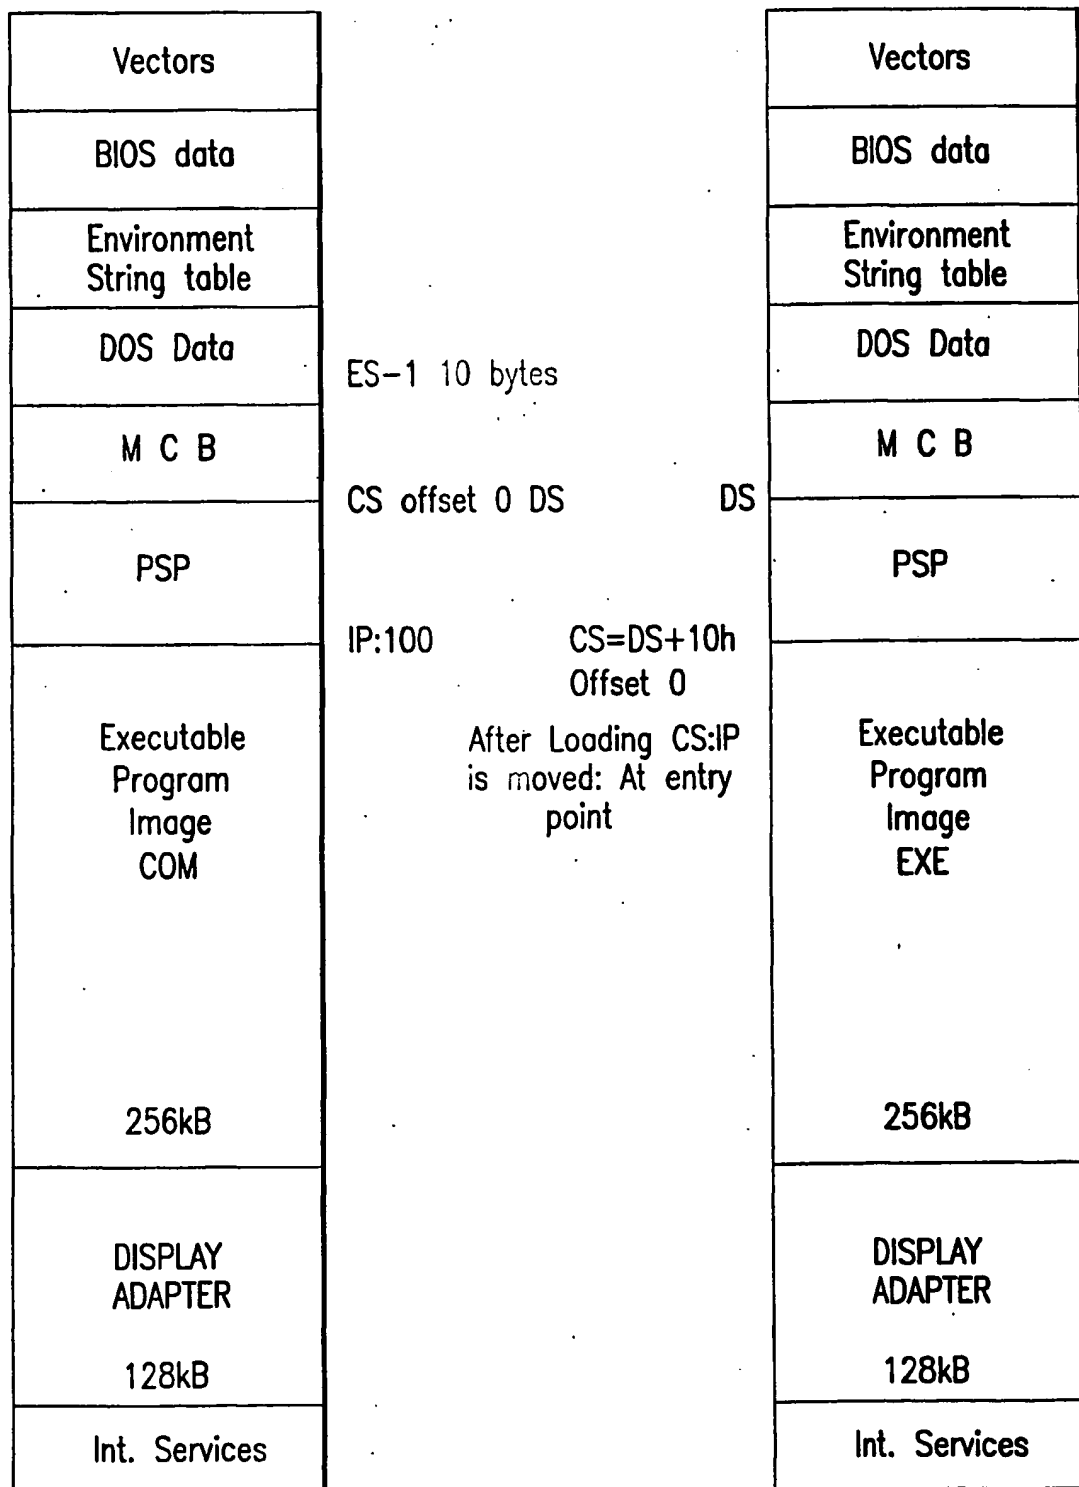 Vectors
BIOS data
Environment
String table
DOS Data
M C B
PSP
Executable
Program
Image
COM
256kB
DISPLAY
ADAPTER
128kB
Int. Services
ES-1 10 bytes
CS offset 0 DS
DS
IP:100
CS=DS+10h
Offset 0
After Loading CS:IP
is moved: At entry
point
Vectors
BIOS data
Environment
String table
DOS Data
M C B
PSP
Executable
Program
Image
EXE
256kB
DISPLAY
ADAPTER
128kB
Int. Services